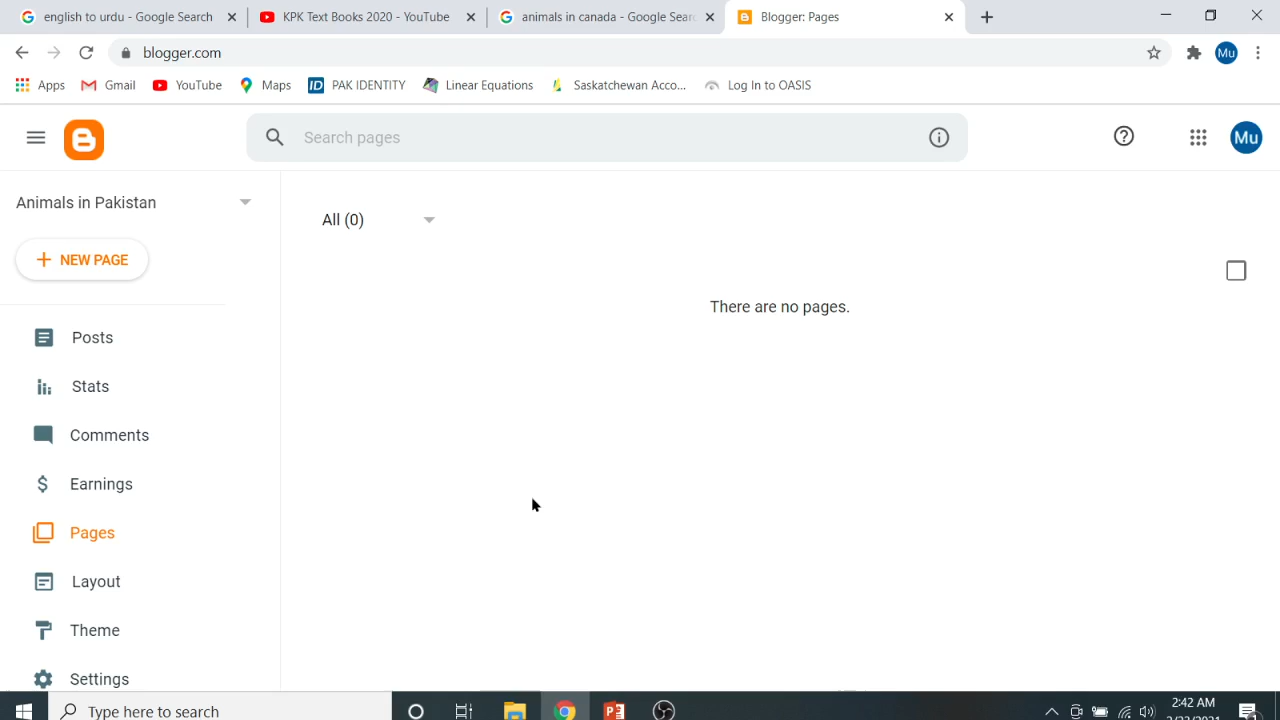 english to urdu - Google Search
KPK Text Books 2020 - YouTube
animals in canada - Google Sear
Blogger: Pages
blogger.com
Mu
Apps
Gmail
YouTube
Maps
ID PAK IDENTITY
Linear Equations
Saskatchewan Acco...
Log In to OASIS
Search pages
Mu
Animals in Pakistan
All (0)
NEW PAGE
There are no pages.
Posts
Stats
Comments
Earnings
Pages
Layout
Theme
Settings
Type here to search
2:42 AM